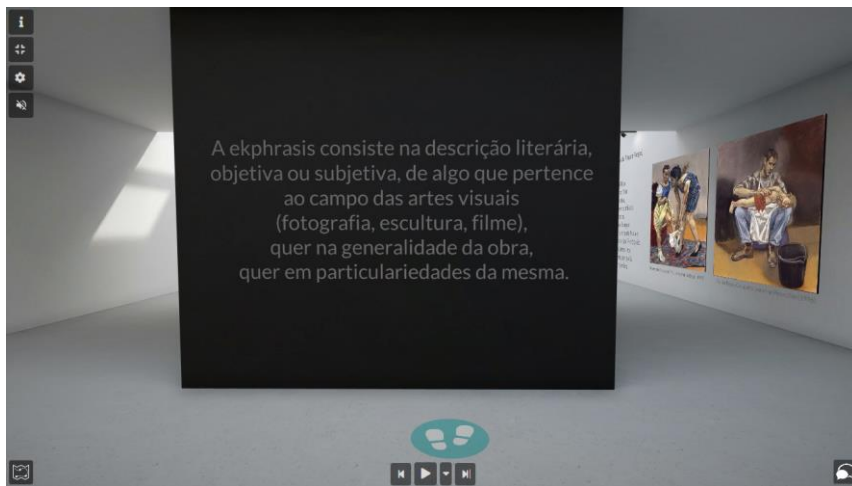 A ekphrasis consiste na descrição literária,
objetiva ou subjetiva, de algo que pertence
ao campo das artes visuais
(fotografia, escultura, filme),
quer na generalidade da obra,
quer em particulariedades da mesma.